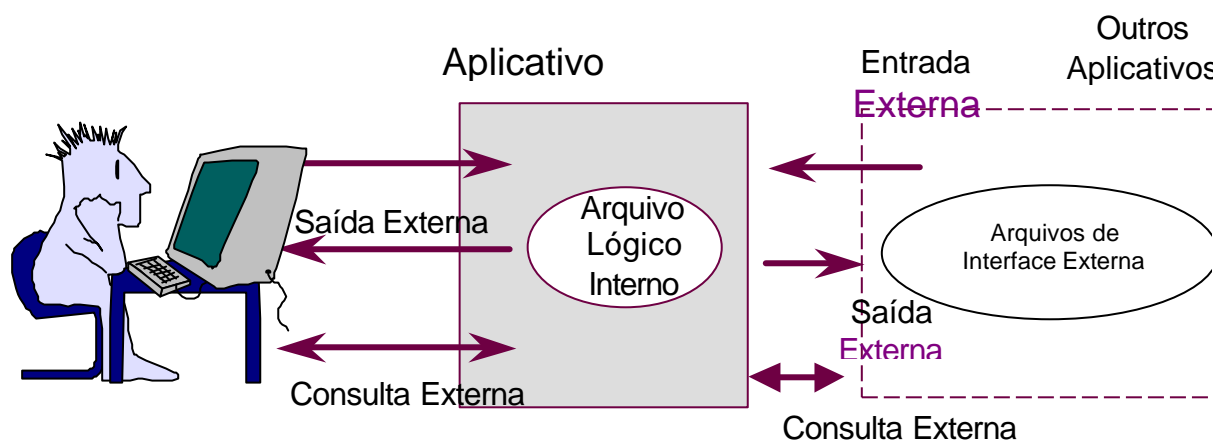 Outros
Aplicativos
Aplicativo
Entrada
Externa
Saída Externa
Arquivo
Lógico
Interno
Arquivos de
Interface Externa
Saída
Externa
Consulta Externa
Consulta Externa